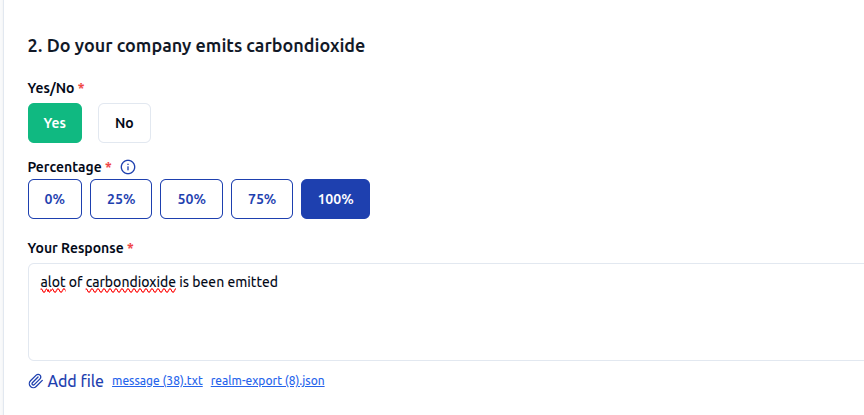 2. Do your company emits carbondioxide
Yes/No *
Yes No
Percentage *
0% 25% 50% 75% 100%
Your Response *
alot of carbondioxide is been emitted
Add file message (38).txt realm-export (8).json